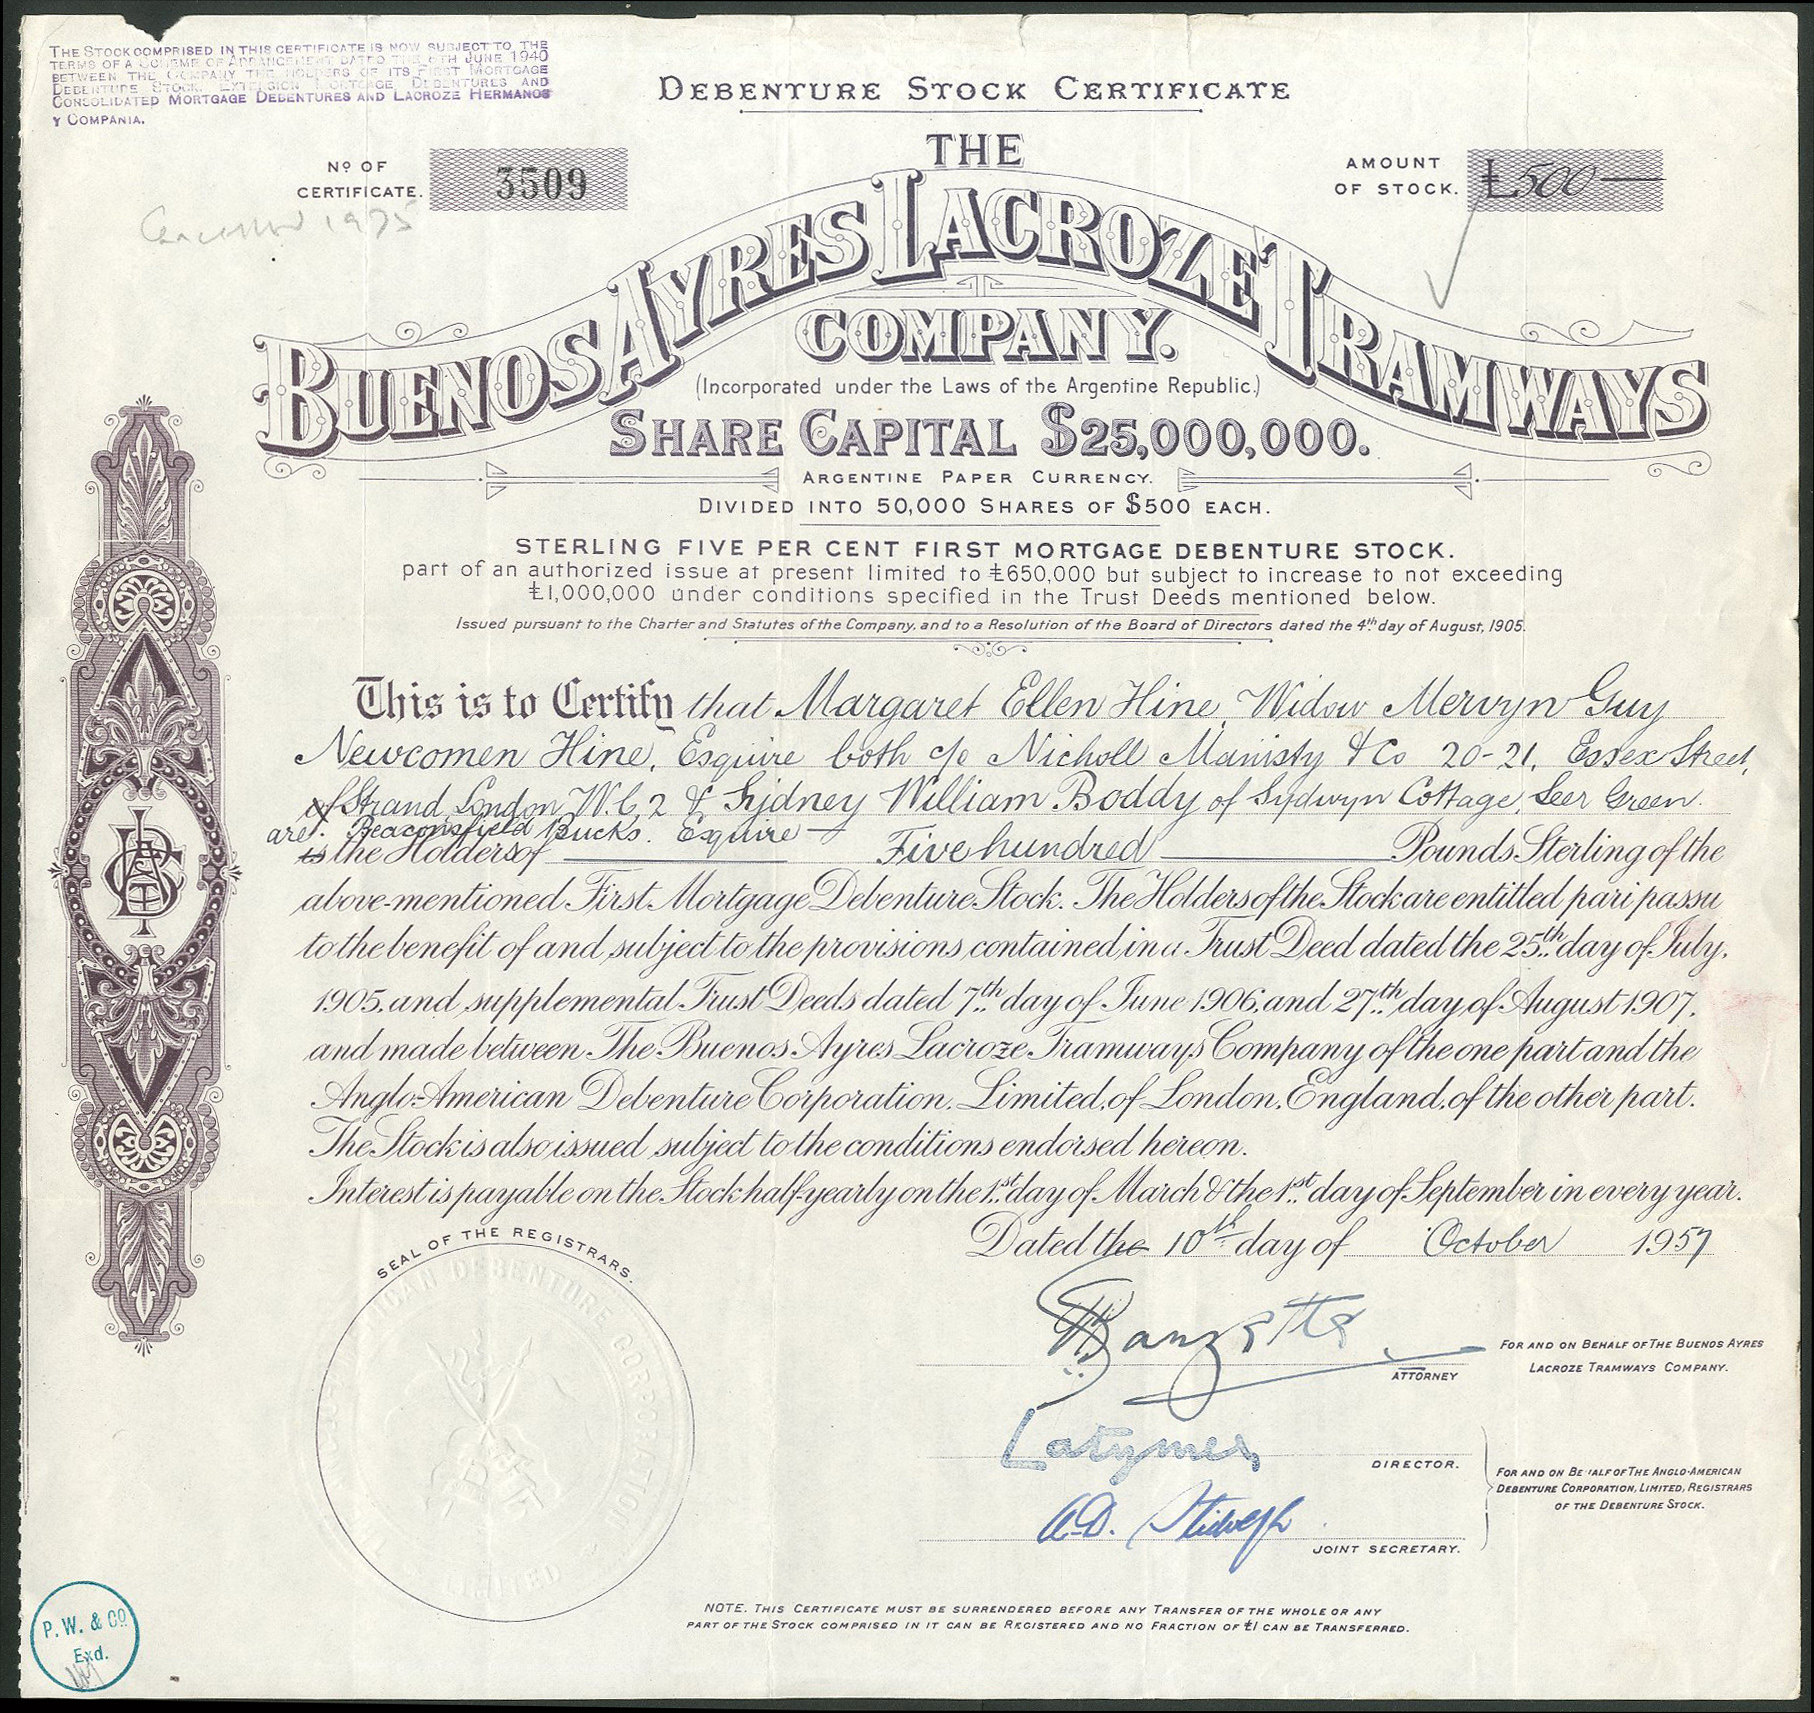 THE STOCK COMPRISED IN THIS CERTIFICATE IS NOW SUBJECT TO THE
TERMS OF A SCHEME OF ARRANGEMENT DATED THE 6TH JUNE 1940
BETWEEN THE COMPANY THE HOLDERS OF ITS FIRST MORTGAGE
DEBENTURE STOCK, EXTENSION MORTGAGE DEBENTURES AND
CONSOLIDATED MORTGAGE DEBENTURES AND LACROZE HERMANOS
Y COMPANIA.
DEBENTURE STOCK CERTIFICATE
Nº OF CERTIFICATE. 3509
1975
AMOUNT OF STOCK. £500
THE
BUENOS AYRES LACROZE TRAMWAYS
COMPANY.
(Incorporated under the Laws of the Argentine Republic.)
SHARE CAPITAL $25,000,000.
ARGENTINE PAPER CURRENCY.
DIVIDED INTO 50,000 SHARES OF $500 EACH.
STERLING FIVE PER CENT FIRST MORTGAGE DEBENTURE STOCK.
part of an authorized issue at present limited to £650,000 but subject to increase to not exceeding
£1,000,000 under conditions specified in the Trust Deeds mentioned below.
Issued pursuant to the Charter and Statutes of the Company, and to a Resolution of the Board of Directors dated the 4th day of August, 1905.
This is to Certify that Margaret Ellen Hine, Widow Mervyn Guy
Newcomen Hine, Esquire both c/o Nicholl Manisty & Co 20-21, Essex Street,
of Strand, London, W.C.2 & Sydney William Boddy of Sydwyn Cottage, Seer Green.
are Beaconsfield Bucks. Esquire
is the Holders of Five hundred Pounds Sterling of the
above-mentioned First Mortgage Debenture Stock. The Holders of the Stock are entitled pari passu
to the benefit of and subject to the provisions contained in a Trust Deed dated the 25th day of July,
1905, and supplemental Trust Deeds dated 7th day of June 1906, and 27th day of August 1907,
and made between The Buenos Ayres Lacroze Tramways Company of the one part and the
Anglo-American Debenture Corporation, Limited, of London, England, of the other part.
The Stock is also issued subject to the conditions endorsed hereon.
Interest is payable on the Stock half-yearly on the 1st day of March & the 1st day of September in every year.
Dated the 10th day of October 1957
SEAL OF THE REGISTRARS.
AMERICAN DEBENTURE CORPORATION
LIMITED
ATTORNEY
FOR AND ON BEHALF OF THE BUENOS AYRES
LACROZE TRAMWAYS COMPANY.
Latymer
DIRECTOR.
FOR AND ON BEHALF OF THE ANGLO-AMERICAN
DEBENTURE CORPORATION, LIMITED, REGISTRARS
OF THE DEBENTURE STOCK.
A.D.
JOINT SECRETARY.
NOTE. THIS CERTIFICATE MUST BE SURRENDERED BEFORE ANY TRANSFER OF THE WHOLE OR ANY
PART OF THE STOCK COMPRISED IN IT CAN BE REGISTERED AND NO FRACTION OF £1 CAN BE TRANSFERRED.
P. W. & Co.
Exd.